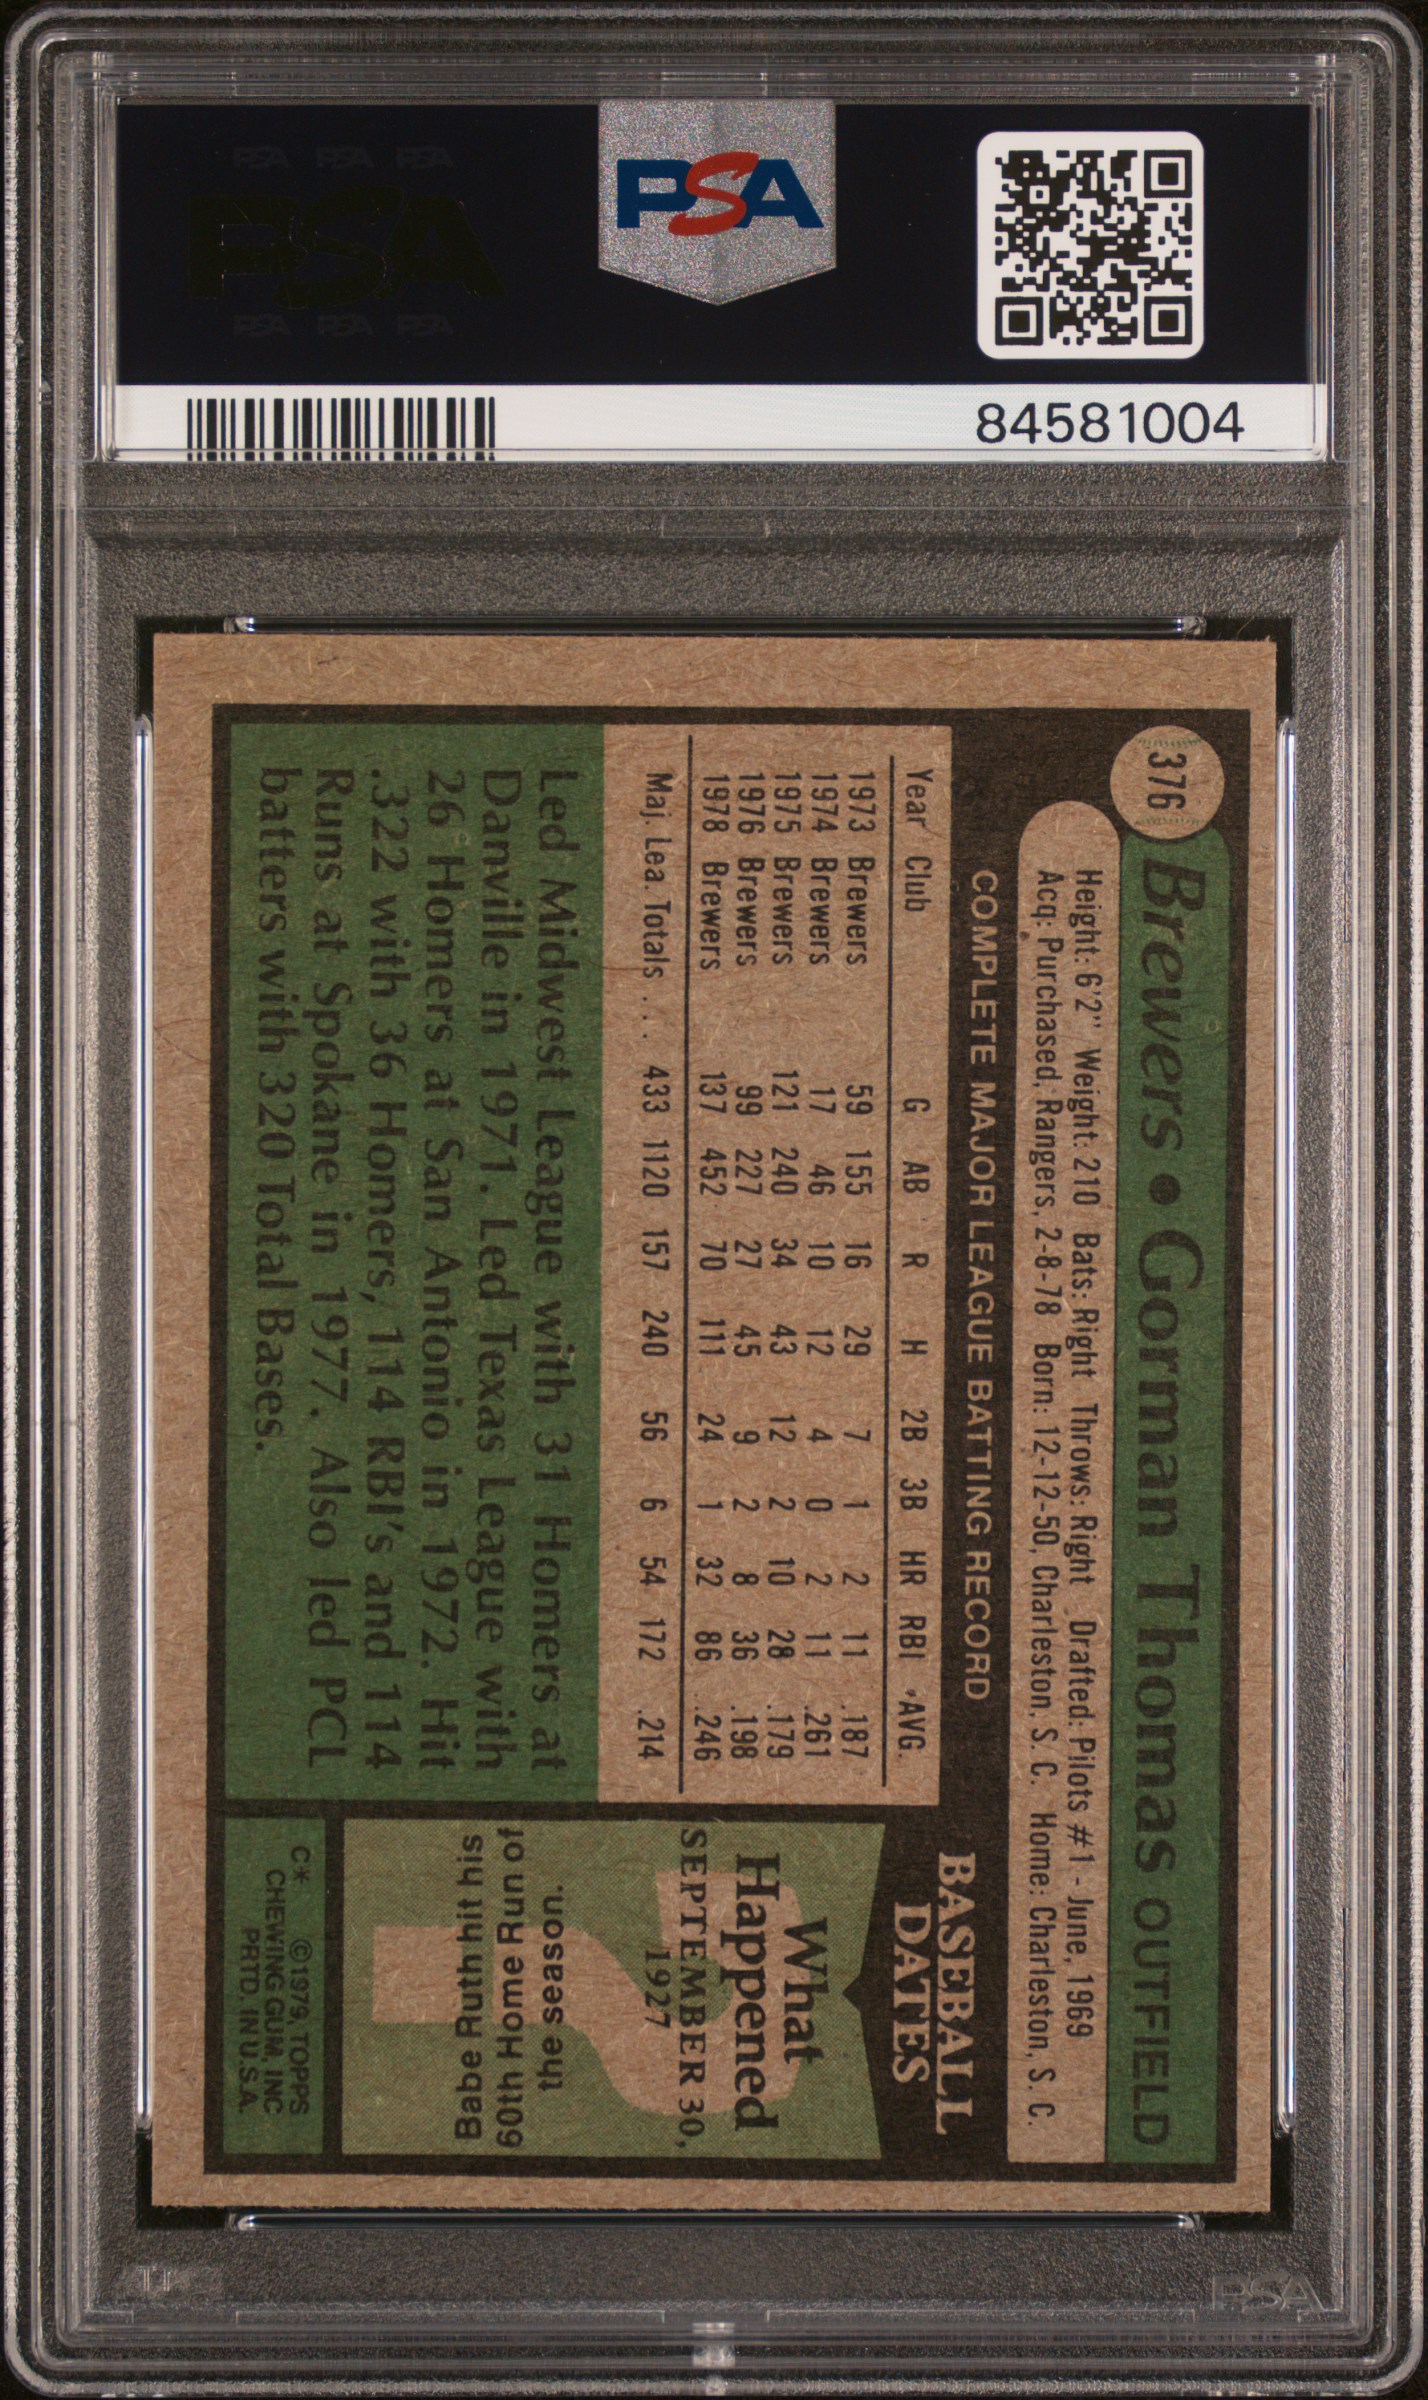 PSA
84581004
376
Brewers • Gorman Thomas OUTFIELD
Height: 6'2" Weight: 210 Bats: Right Throws: Right Drafted: Pilots #1 - June, 1969
Acq: Purchased, Rangers, 2-8-78 Born: 12-12-50, Charleston, S. C. Home: Charleston, S. C.
COMPLETE MAJOR LEAGUE BATTING RECORD
Year Club G AB R H 2B 3B HR RBI AVG.
1973 Brewers 59 155 16 29 7 1 2 11 .187
1974 Brewers 17 46 10 12 4 0 2 11 .261
1975 Brewers 121 240 34 43 12 2 10 28 .179
1976 Brewers 99 227 27 45 9 2 8 36 .198
1978 Brewers 137 452 70 111 24 1 32 86 .246
Maj. Lea. Totals ... 433 1120 157 240 56 6 54 172 .214
Led Midwest League with 31 Homers at
Danville in 1971. Led Texas League with
26 Homers at San Antonio in 1972. Hit
.322 with 36 Homers, 114 RBI's and 114
Runs at Spokane in 1977. Also led PCL
batters with 320 Total Bases.
BASEBALL
DATES
What
Happened
SEPTEMBER 30,
1927
Babe Ruth hit his
60th Home Run of
the season.
C* ©1979, TOPPS
CHEWING GUM, INC
PRTD. IN U.S.A.
PSA
PSA PSA PSA
PSA
PSA PSA PSA